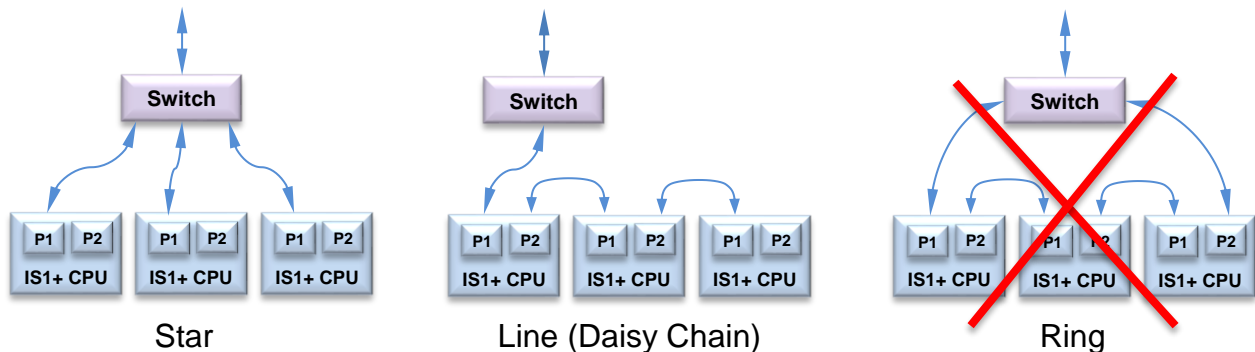 Switch
P1 P2
IS1+ CPU
P1 P2
IS1+ CPU
P1 P2
IS1+ CPU
Star
Switch
P1 P2
IS1+ CPU
P1 P2
IS1+ CPU
P1 P2
IS1+ CPU
Line (Daisy Chain)
Switch
P1 P2
IS1+ CPU
P1 P2
IS1+ CPU
P1 P2
IS1+ CPU
Ring